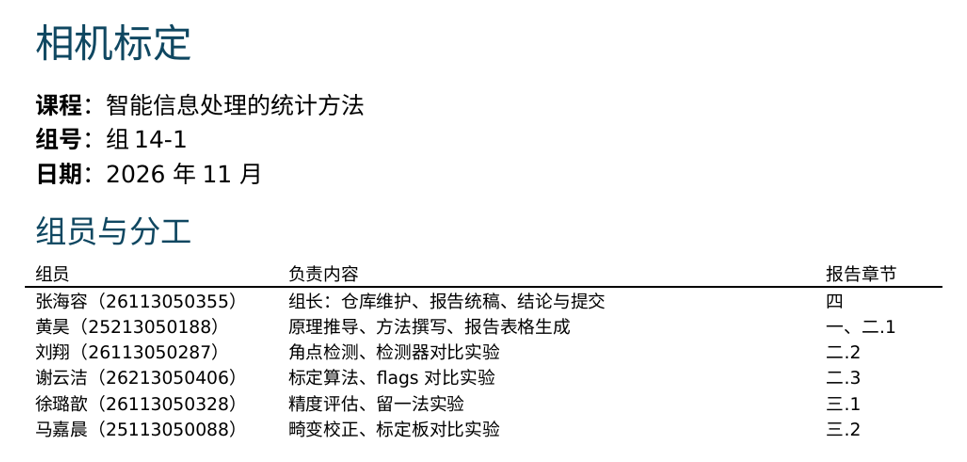 相机标定
课程：智能信息处理的统计方法
组号：组 14-1
日期：2026 年 11 月
组员与分工
组员 负责内容 报告章节
张海容（26113050355） 组长：仓库维护、报告统稿、结论与提交 四
黄昊（25213050188） 原理推导、方法撰写、报告表格生成 一、二.1
刘翔（26113050287） 角点检测、检测器对比实验 二.2
谢云洁（26213050406） 标定算法、flags 对比实验 二.3
徐璐歆（26113050328） 精度评估、留一法实验 三.1
马嘉晨（25113050088） 畸变校正、标定板对比实验 三.2